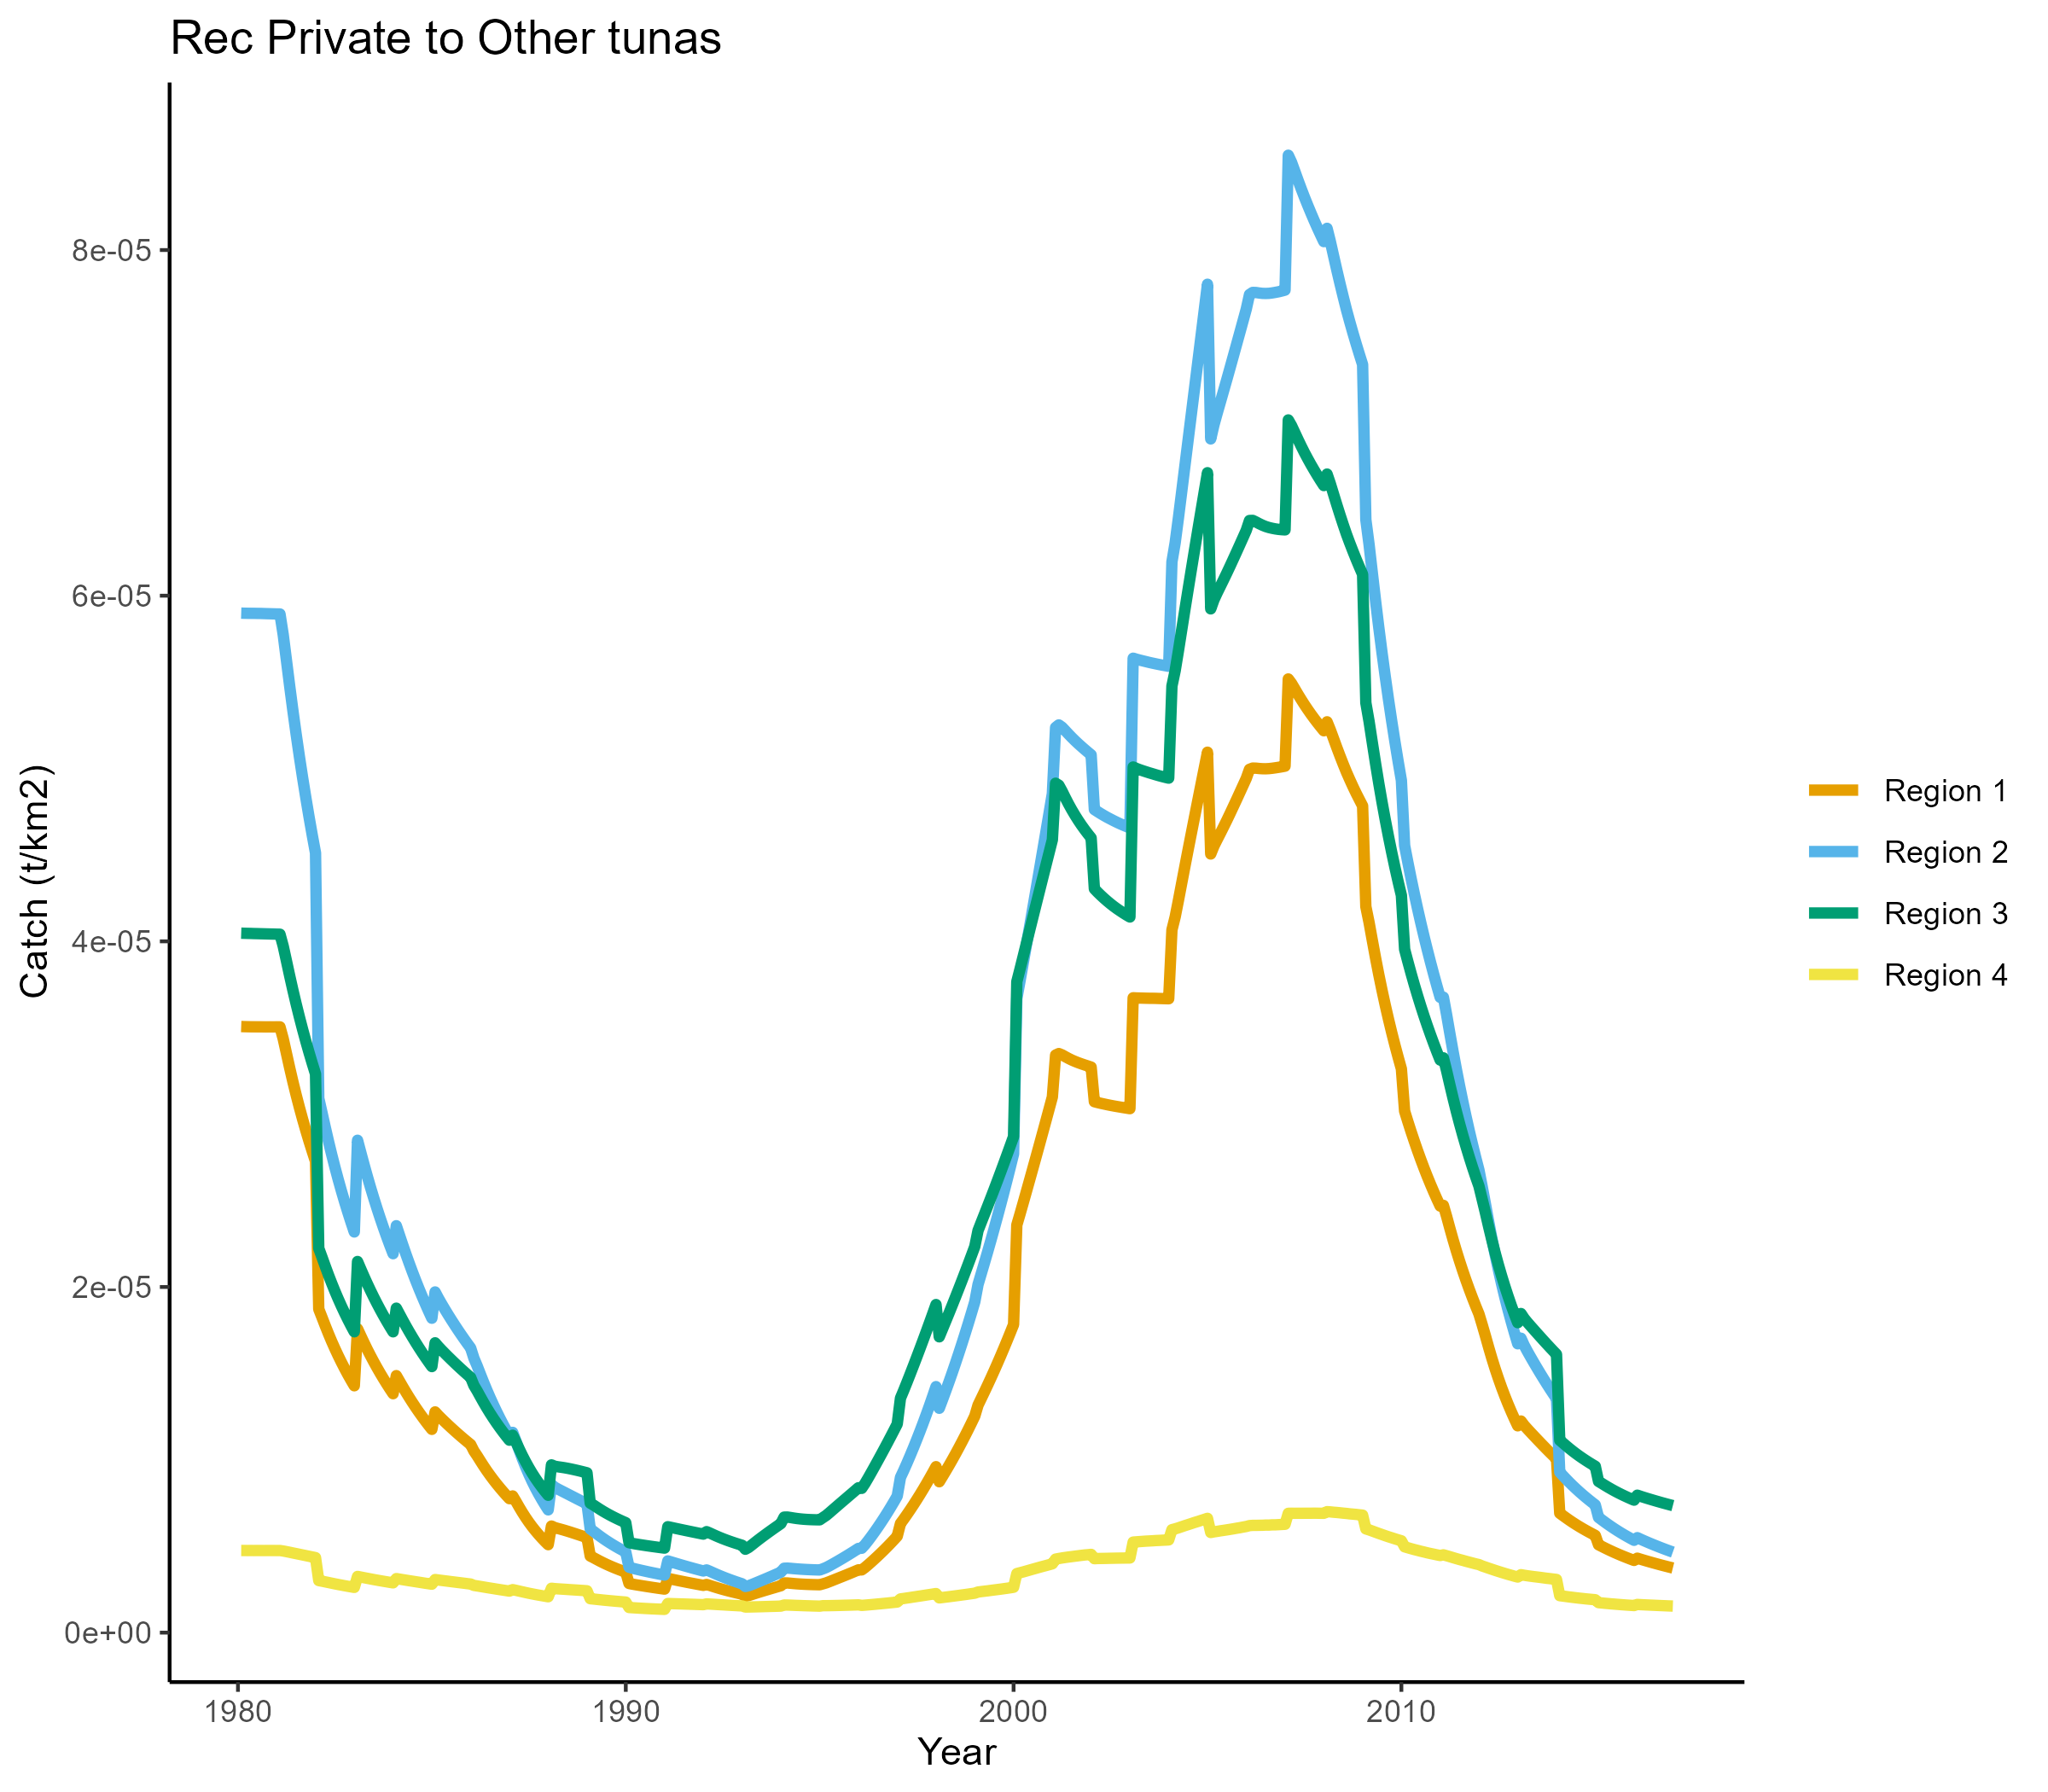 Rec Private to Other tunas
Catch (t/km2)
8e-05
6e-05
4e-05
2e-05
0e+00
1980
1990
2000
2010
Year
Region 1
Region 2
Region 3
Region 4